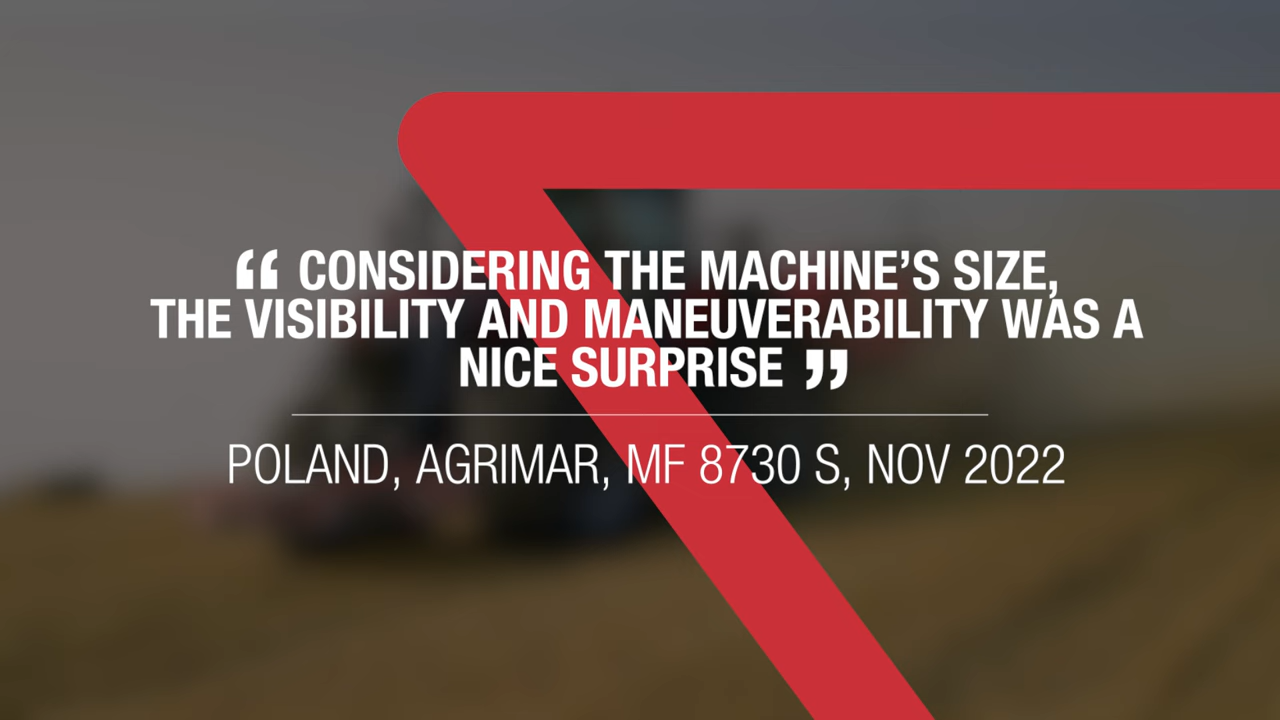 “ CONSIDERING THE MACHINE’S SIZE,
THE VISIBILITY AND MANEUVERABILITY WAS A
NICE SURPRISE ”
POLAND, AGRIMAR, MF 8730 S, NOV 2022